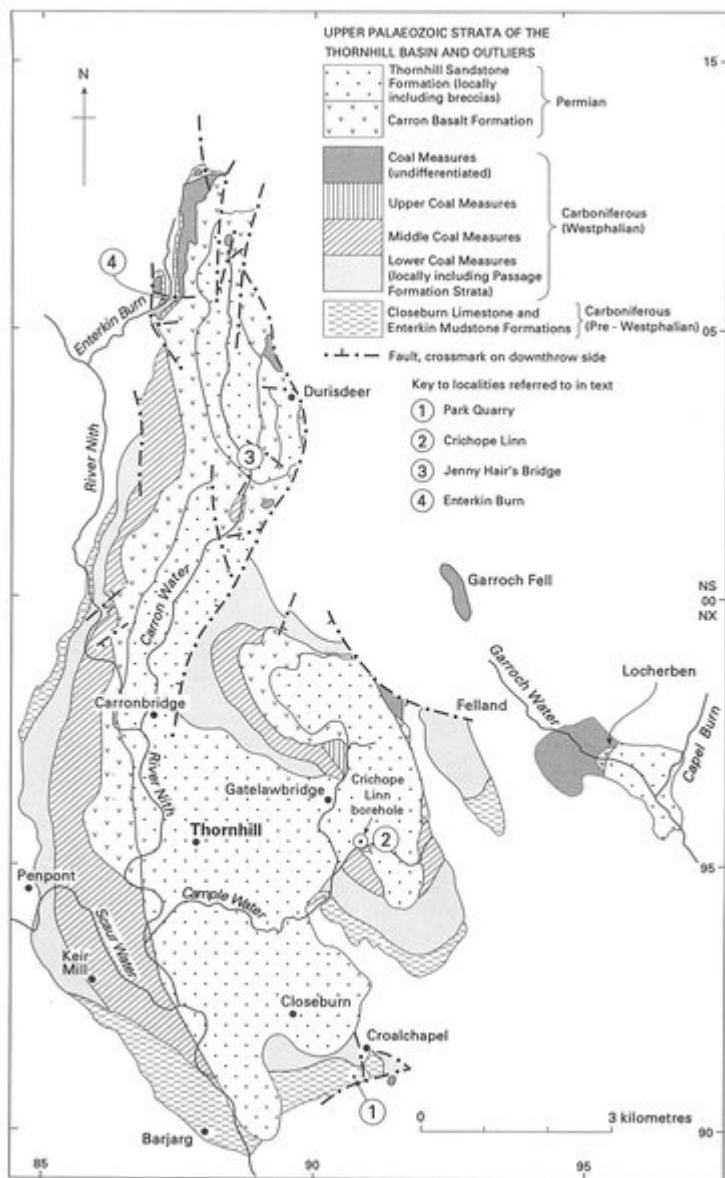 UPPER PALAEOZOIC STRATA OF THE
THORNHILL BASIN AND OUTLIERS
Thornhill Sandstone
Formation (locally
including breccias)
Carron Basalt Formation
Permian
Coal Measures
(undifferentiated)
Upper Coal Measures
Middle Coal Measures
Lower Coal Measures
(locally including Passage
Formation Strata)
Carboniferous
(Westphalian)
Closeburn Limestone and
Enterkin Mudstone Formations
Carboniferous
(Pre - Westphalian)
Fault, crossmark on downthrow side
Key to localities referred to in text
1 Park Quarry
2 Crichope Linn
3 Jenny Hair's Bridge
4 Enterkin Burn
N
15
4
Enterkin Burn
05
Durisdeer
River Nith
3
Garroch Fell
NS
00
NX
Carron Water
Garroch Water
Locherben
Carronbridge
Felland
Capel Burn
River Nith
Gatelawbridge
Crichope
Linn
borehole
Thornhill
2
95
Penpont
Cample Water
Scaur Water
Keir
Mill
Closeburn
Croalchapel
1
0
3 kilometres
Barjarg
90
85
90
95